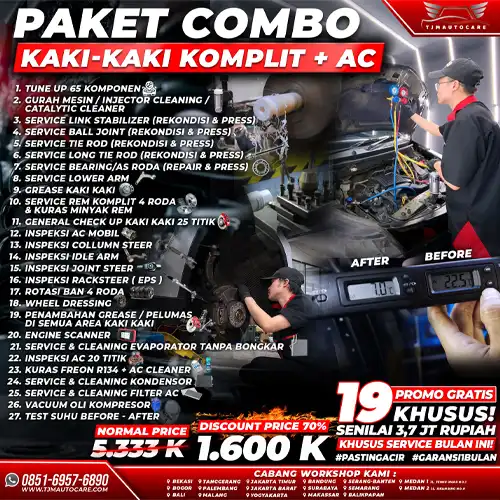 PAKET COMBO
KAKI-KAKI KOMPLIT + AC
TJMAUTOCARE
1. TUNE UP 65 KOMPONEN
2. GURAH MESIN / INJECTOR CLEANING /
CATALYTIC CLEANER
3. SERVICE LINK STABILIZER (REKONDISI & PRESS)
4. SERVICE BALL JOINT (REKONDISI & PRESS)
5. SERVICE TIE ROD (REKONDISI & PRESS)
6. SERVICE LONG TIE ROD (REKONDISI & PRESS)
7. SERVICE BEARING/AS RODA (REPAIR & PRESS)
8. SERVICE LOWER ARM
9. GREASE KAKI KAKI
10. SERVICE REM KOMPLIT 4 RODA
& KURAS MINYAK REM
11. GENERAL CHECK UP KAKI KAKI 25 TITIK
12. INSPEKSI AC MOBIL
13. INSPEKSI COLLUMN STEER
14. INSPEKSI IDLE ARM
15. INSPEKSI JOINT STEER
16. INSPEKSI RACKSTEER ( EPS )
17. ROTASI BAN 4 RODA
18. WHEEL DRESSING
19. PENAMBAHAN GREASE / PELUMAS
DI SEMUA AREA KAKI KAKI
20. ENGINE SCANNER
21. SERVICE & CLEANING EVAPORATOR TANPA BONGKAR
22. INSPEKSI AC 20 TITIK
23. KURAS FREON R134 + AC CLEANER
24. SERVICE & CLEANING KONDENSOR
25. SERVICE & CLEANING FILTER AC
26. VACUUM OLI KOMPRESOR
27. TEST SUHU BEFORE - AFTER
AFTER
BEFORE
7.0°
22.5
NORMAL PRICE
5.333 K
DISCOUNT PRICE 70%
1.600 K
19 PROMO GRATIS
KHUSUS!
SENILAI 3,7 JT RUPIAH
KHUSUS SERVICE BULAN INI!
#PASTINGACIR #GARANSIBULAN
0851-6957-6890
TJMAUTOCARE.COM
CABANG WORKSHOP KAMI :
BEKASI TANGGERANG JAKARTA TIMUR BANDUNG SERANG-BANTEN MEDAN 1
BOGOR PALEMBANG JAKARTA BARAT SURABAYA SEMARANG MEDAN 2
BALI MALANG YOGYAKARTA MAKASSAR BALIKPAPAN